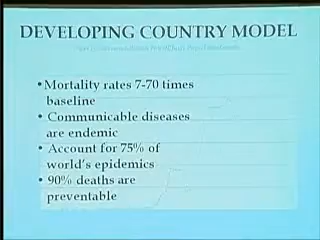 DEVELOPING COUNTRY MODEL
• Mortality rates 7-70 times
baseline
• Communicable diseases
are endemic
• Account for 75% of
world's epidemics
• 90% deaths are
preventable